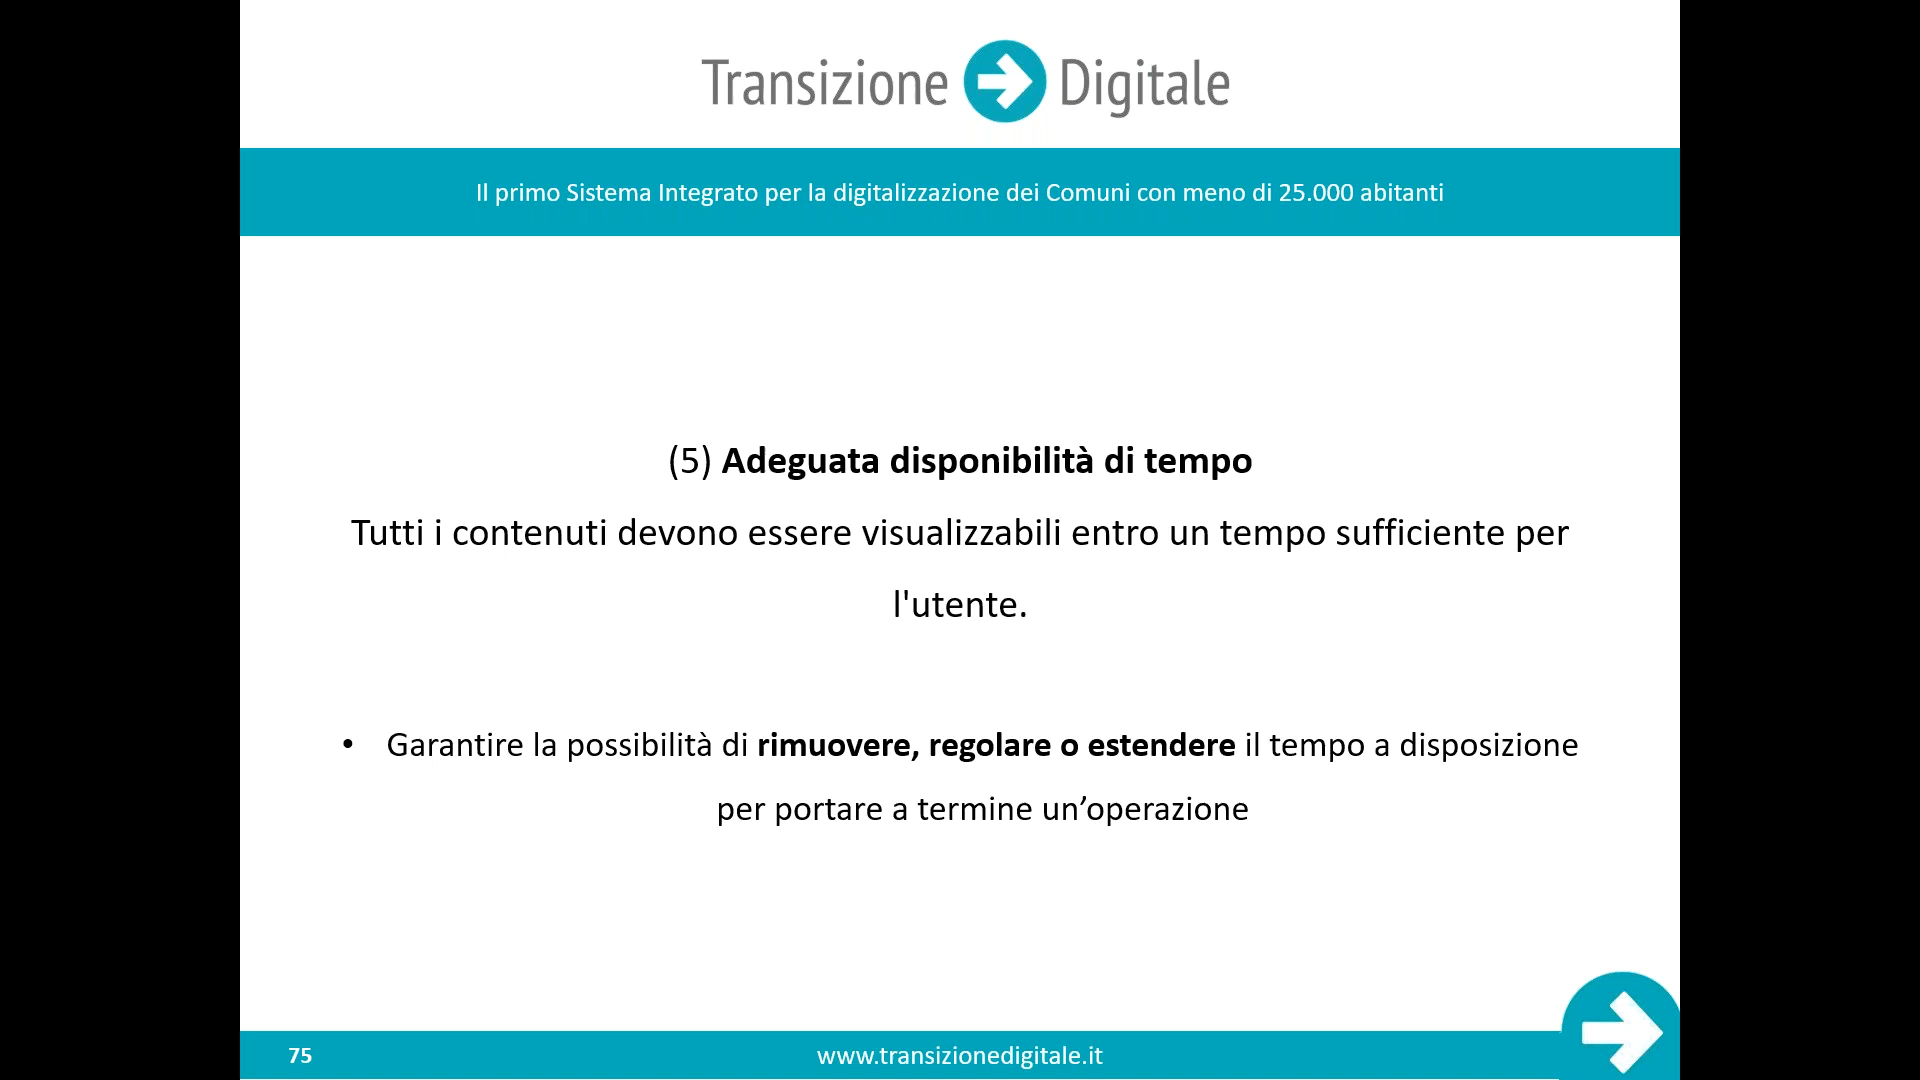 Transizione Digitale
Il primo Sistema Integrato per la digitalizzazione dei Comuni con meno di 25.000 abitanti
(5) Adeguata disponibilità di tempo
Tutti i contenuti devono essere visualizzabili entro un tempo sufficiente per
l'utente.
• Garantire la possibilità di rimuovere, regolare o estendere il tempo a disposizione
per portare a termine un’operazione
75
www.transizionedigitale.it